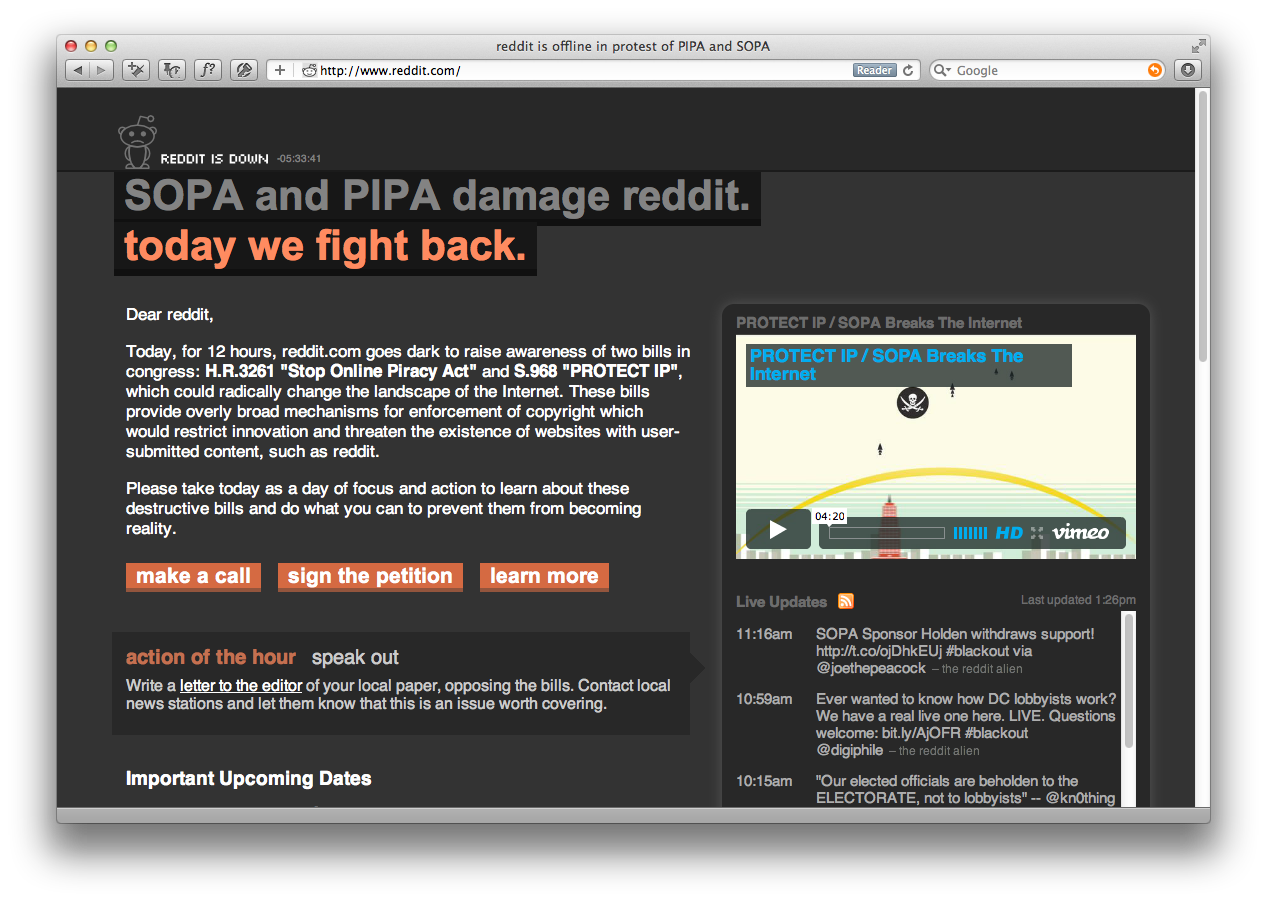 reddit is offline in protest of PIPA and SOPA
f?
http://www.reddit.com/
Reader
Google
REDDIT IS DOWN -05:33:41
SOPA and PIPA damage reddit.
today we fight back.
Dear reddit,
Today, for 12 hours, reddit.com goes dark to raise awareness of two bills in
congress: H.R.3261 "Stop Online Piracy Act" and S.968 "PROTECT IP",
which could radically change the landscape of the Internet. These bills
provide overly broad mechanisms for enforcement of copyright which
would restrict innovation and threaten the existence of websites with user-
submitted content, such as reddit.
Please take today as a day of focus and action to learn about these
destructive bills and do what you can to prevent them from becoming
reality.
make a call
sign the petition
learn more
action of the hour speak out
Write a letter to the editor of your local paper, opposing the bills. Contact local
news stations and let them know that this is an issue worth covering.
Important Upcoming Dates
PROTECT IP / SOPA Breaks The Internet
PROTECT IP / SOPA Breaks The
Internet
04:20
HD
vimeo
Live Updates
Last updated 1:26pm
11:16am SOPA Sponsor Holden withdraws support!
http://t.co/ojDhkEUj #blackout via
@joethepeacock – the reddit alien
10:59am Ever wanted to know how DC lobbyists work?
We have a real live one here. LIVE. Questions
welcome: bit.ly/AjOFR #blackout
@digiphile – the reddit alien
10:15am "Our elected officials are beholden to the
ELECTORATE, not to lobbyists" -- @kn0thing